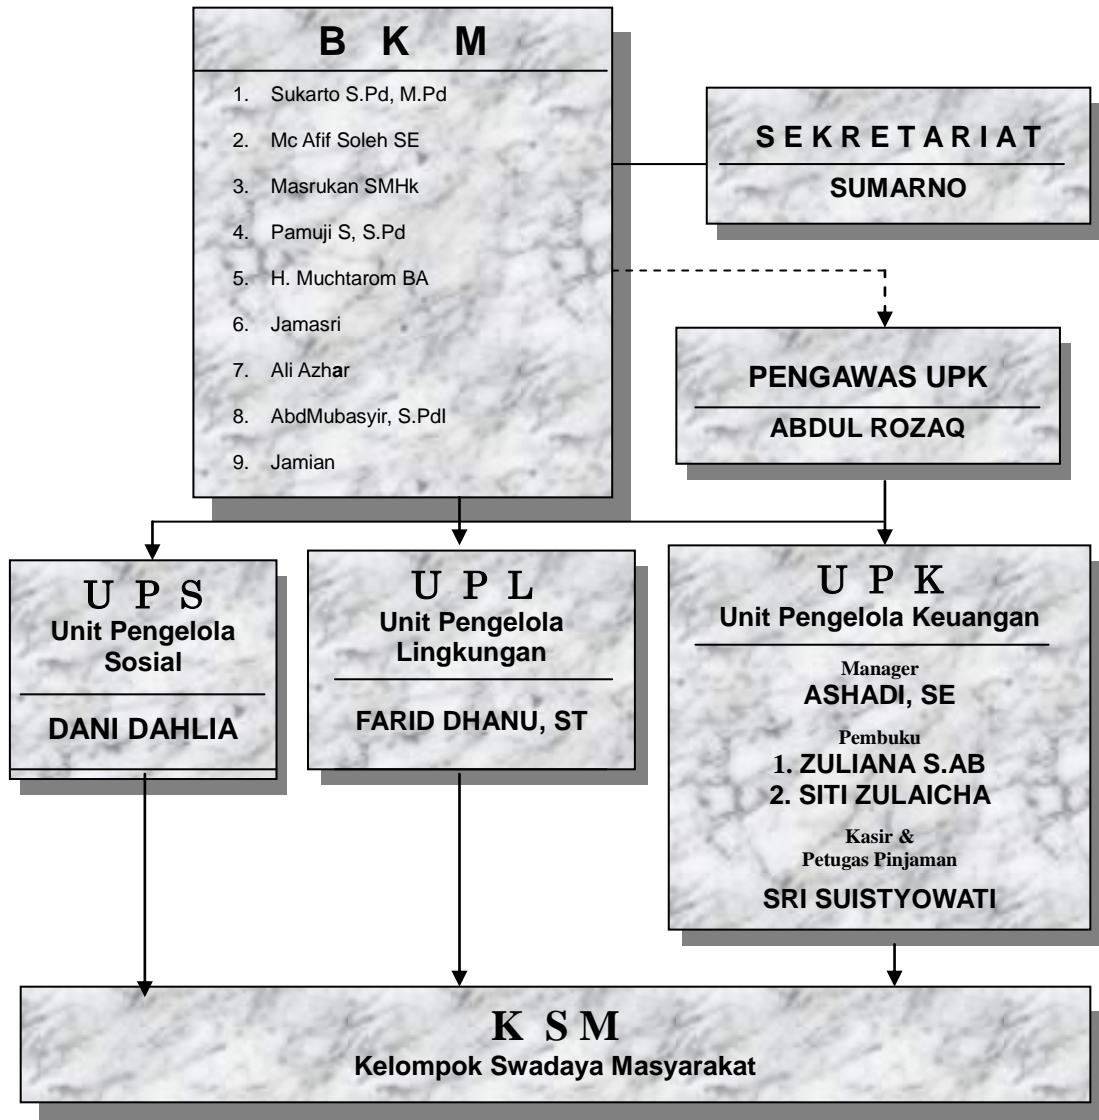 B K M
1. Sukarto S.Pd, M.Pd
2. Mc Afif Soleh SE
3. Masrukan SMHk
4. Pamuji S, S.Pd
5. H. Muchtarom BA
6. Jamasri
7. Ali Azhar
8. AbdMubasyir, S.PdI
9. Jamian
S E K R E T A R I A T
SUMARNO
PENGAWAS UPK
ABDUL ROZAQ
U P S
Unit Pengelola
Sosial
DANI DAHLIA
U P L
Unit Pengelola
Lingkungan
FARID DHANU, ST
U P K
Unit Pengelola Keuangan
Manager
ASHADI, SE
Pembuku
1. ZULIANA S.AB
2. SITI ZULAICHA
Kasir &
Petugas Pinjaman
SRI SUISTYOWATI
K S M
Kelompok Swadaya Masyarakat